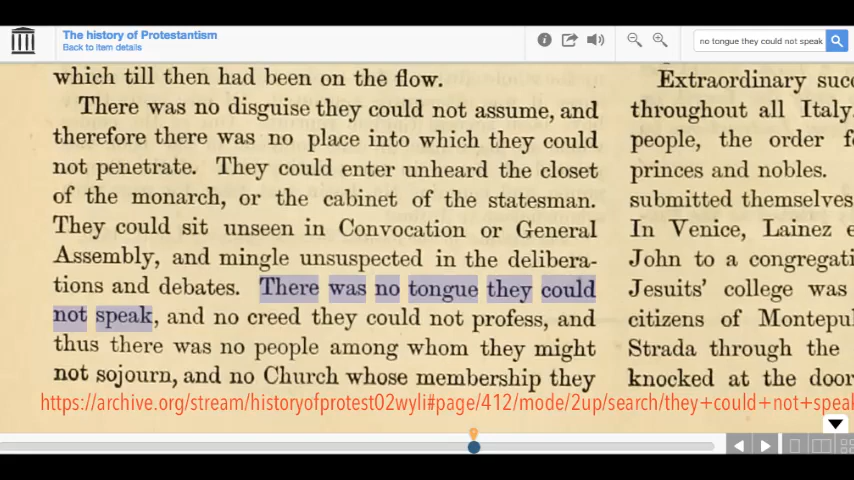 The history of Protestantism
Back to item details
no tongue they could not speak
which till then had been on the flow.
There was no disguise they could not assume, and
therefore there was no place into which they could
not penetrate. They could enter unheard the closet
of the monarch, or the cabinet of the statesman.
They could sit unseen in Convocation or General
Assembly, and mingle unsuspected in the delibera-
tions and debates. There was no tongue they could
not speak, and no creed they could not profess, and
thus there was no people among whom they might
not sojourn, and no Church whose membership they
Extraordinary succ
throughout all Italy.
people, the order f
princes and nobles.
submitted themselves
In Venice, Lainez e
John to a congregati
Jesuits' college was
citizens of Montepul
Strada through the
knocked at the door
https://archive.org/stream/historyofprotest02wyli#page/412/mode/2up/search/they+could+not+speak